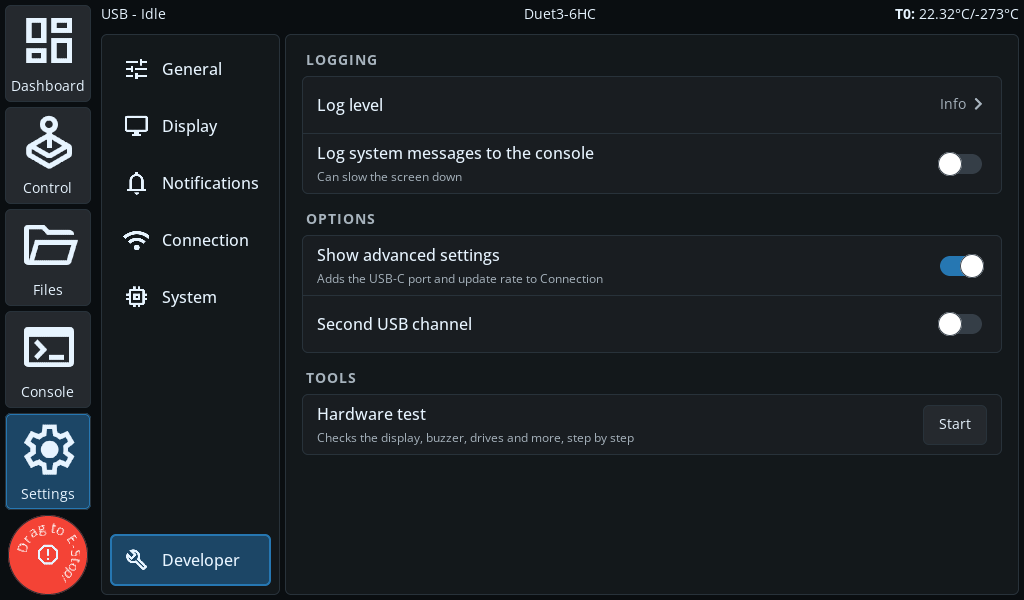 USB - Idle
Duet3-6HC
T0: 22.32°C/-273°C
Dashboard
Control
Files
Console
Settings
Drag to E-Stop!
General
Display
Notifications
Connection
System
Developer
LOGGING
Log level
Info
Log system messages to the console
Can slow the screen down
OPTIONS
Show advanced settings
Adds the USB-C port and update rate to Connection
Second USB channel
TOOLS
Hardware test
Checks the display, buzzer, drives and more, step by step
Start